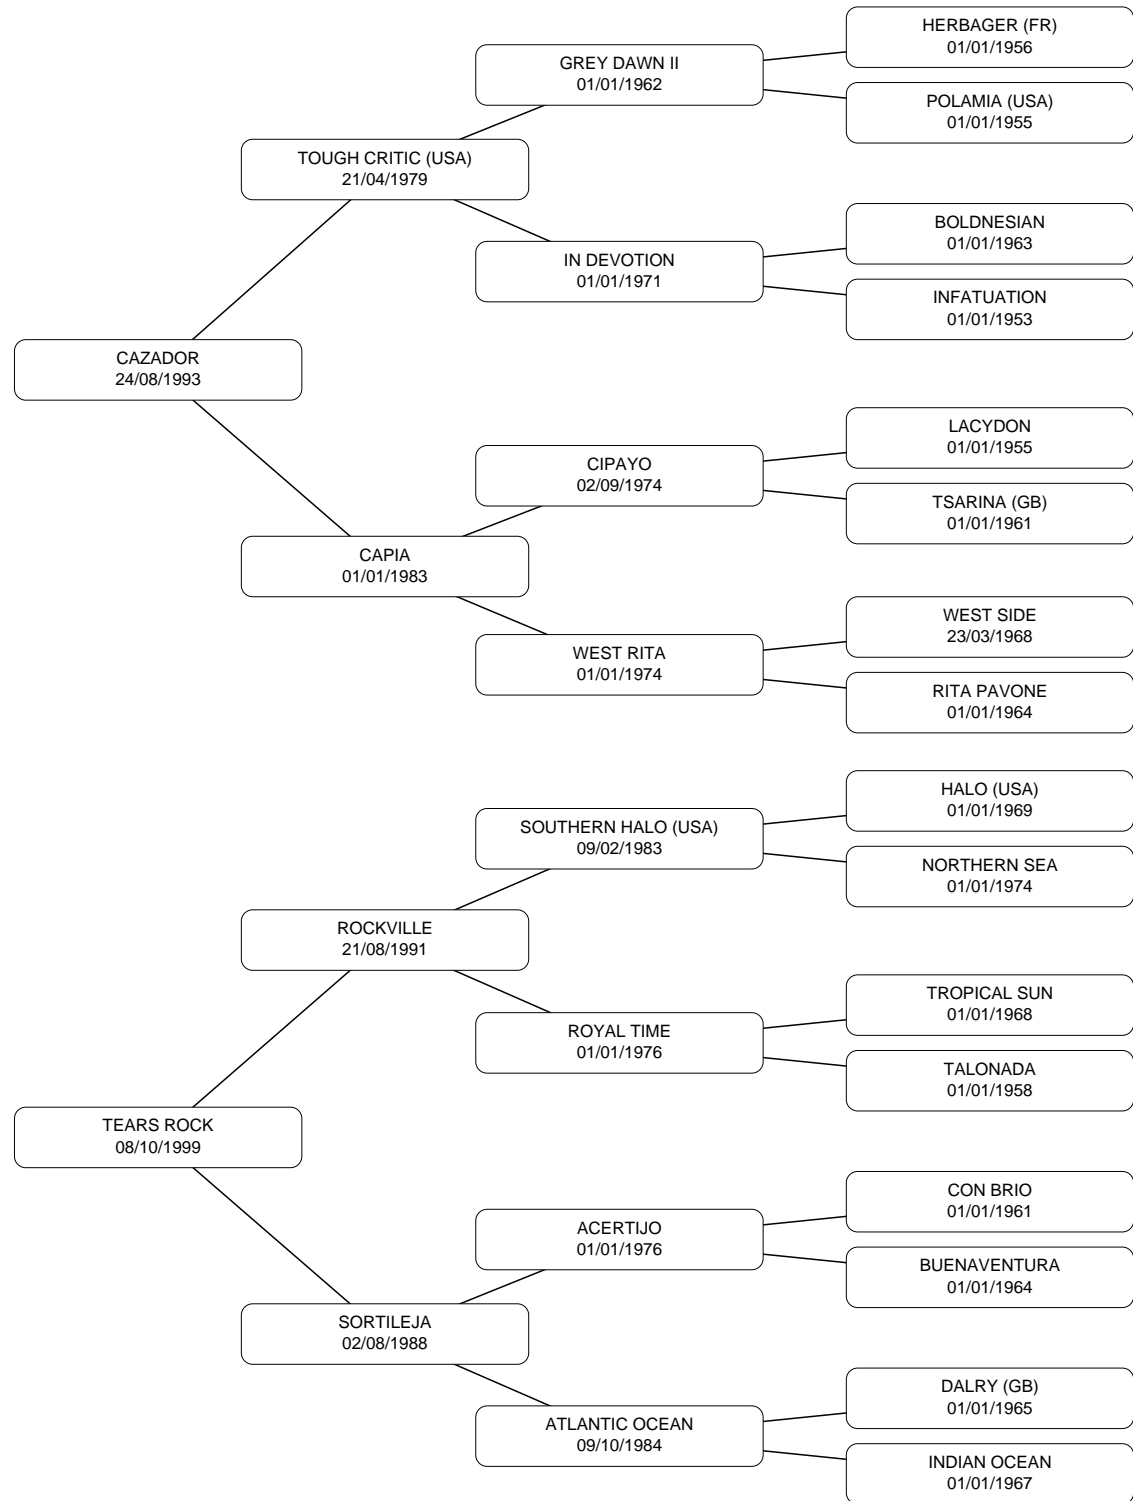 HERBAGER (FR)
01/01/1956
GREY DAWN II
01/01/1962
POLAMIA (USA)
01/01/1955
TOUGH CRITIC (USA)
21/04/1979
BOLDNESIAN
01/01/1963
IN DEVOTION
01/01/1971
INFATUATION
01/01/1953
CAZADOR
24/08/1993
LACYDON
01/01/1955
CIPAYO
02/09/1974
TSARINA (GB)
01/01/1961
CAPIA
01/01/1983
WEST SIDE
23/03/1968
WEST RITA
01/01/1974
RITA PAVONE
01/01/1964
HALO (USA)
01/01/1969
SOUTHERN HALO (USA)
09/02/1983
NORTHERN SEA
01/01/1974
ROCKVILLE
21/08/1991
TROPICAL SUN
01/01/1968
ROYAL TIME
01/01/1976
TALONADA
01/01/1958
TEARS ROCK
08/10/1999
CON BRIO
01/01/1961
ACERTIJO
01/01/1976
BUENAVENTURA
01/01/1964
SORTILEJA
02/08/1988
DALRY (GB)
01/01/1965
ATLANTIC OCEAN
09/10/1984
INDIAN OCEAN
01/01/1967